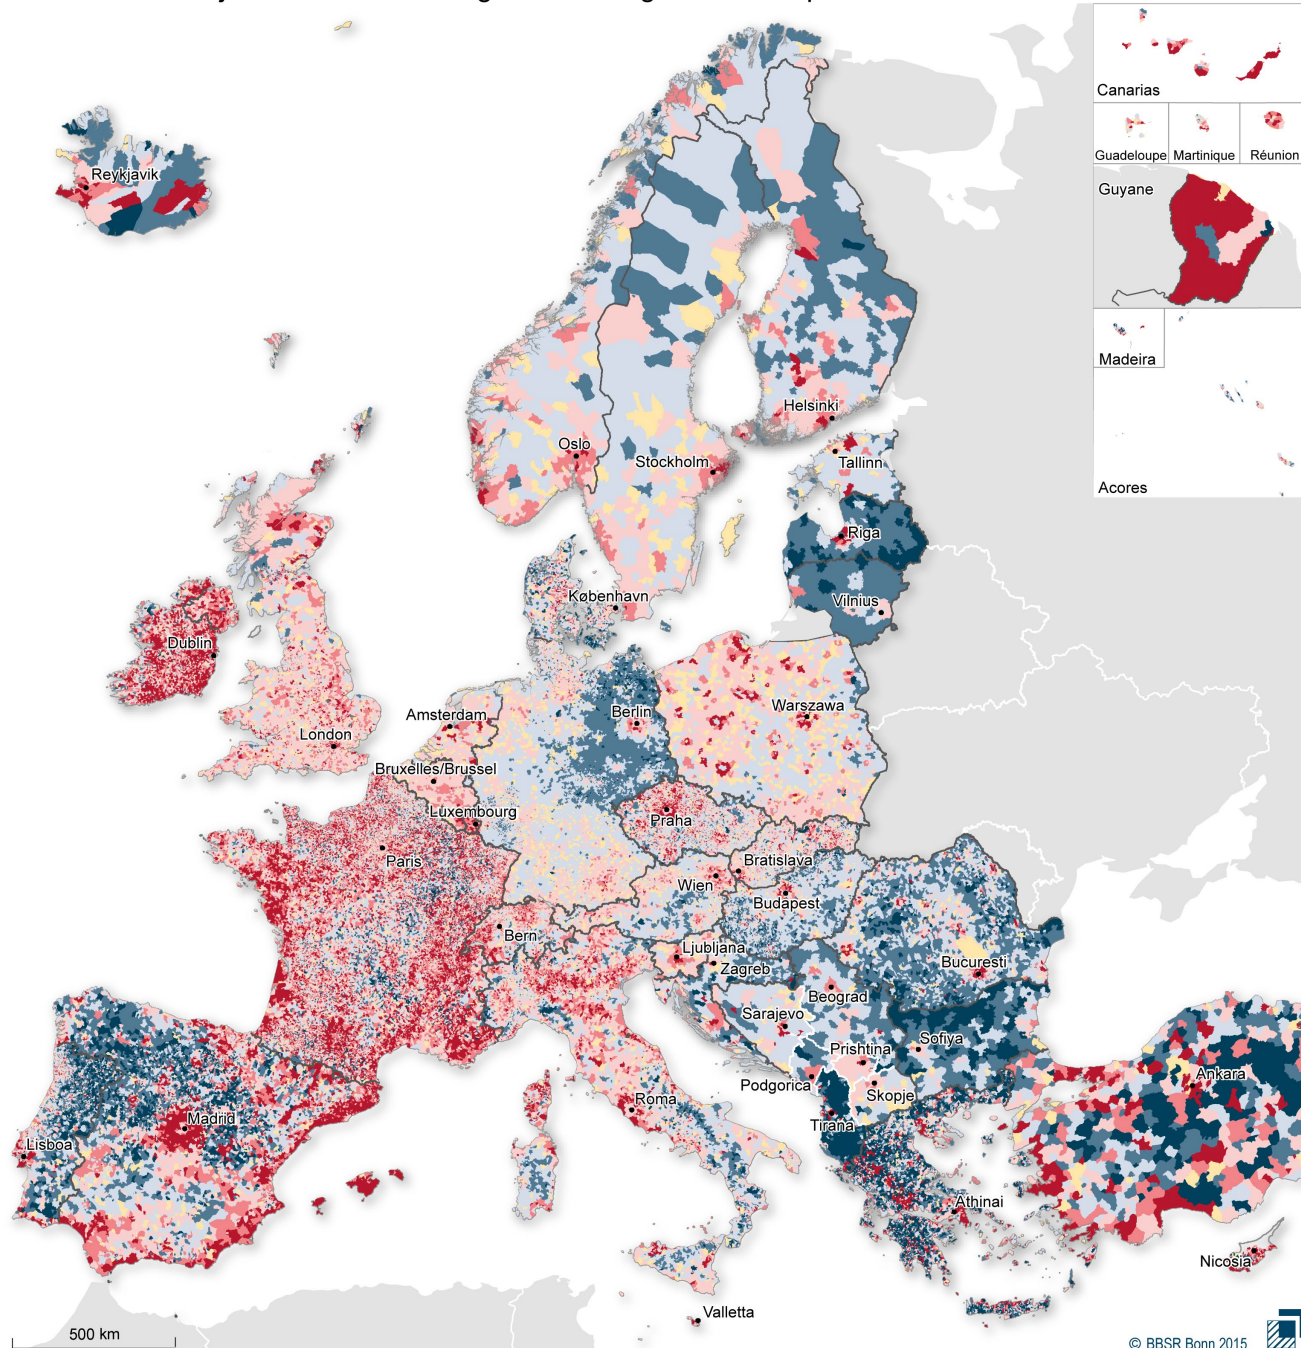 Canarias
Guadeloupe
Martinique
Réunion
Guyane
Reykjavik
Madeira
Helsinki
Oslo
Stockholm
Tallinn
Acores
Riga
København
Vilnius
Dublin
Warszawa
Berlin
Amsterdam
London
Bruxelles/Brussel
Luxembourg
Praha
Paris
Bratislava
Wien
Budapest
Bern
Ljubljana
Zagreb
Bucuresti
Beograd
Sarajevo
Sofiya
Prishtina
Ankara
Podgorica
Skopje
Roma
Madrid
Tirana
Lisboa
Athinai
Nicosia
Valletta
500 km
© BBSR Bonn 2015